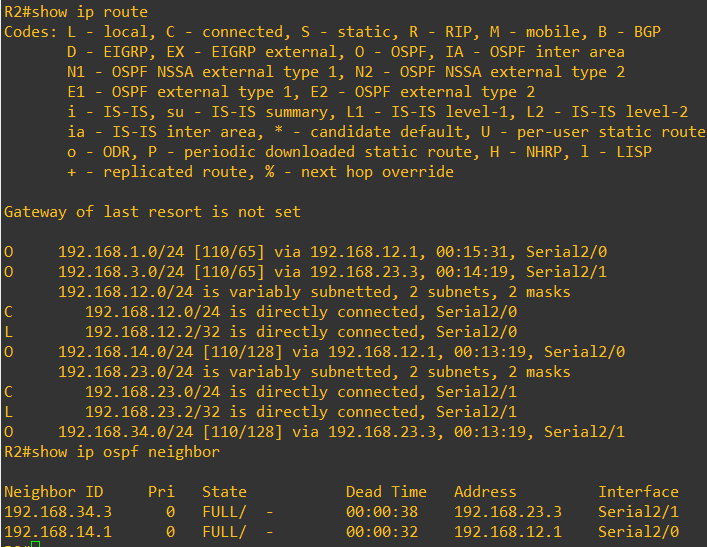 R2#show ip route
Codes: L - local, C - connected, S - static, R - RIP, M - mobile, B - BGP
       D - EIGRP, EX - EIGRP external, O - OSPF, IA - OSPF inter area
       N1 - OSPF NSSA external type 1, N2 - OSPF NSSA external type 2
       E1 - OSPF external type 1, E2 - OSPF external type 2
       i - IS-IS, su - IS-IS summary, L1 - IS-IS level-1, L2 - IS-IS level-2
       ia - IS-IS inter area, * - candidate default, U - per-user static route
       o - ODR, P - periodic downloaded static route, H - NHRP, l - LISP
       + - replicated route, % - next hop override
Gateway of last resort is not set
O     192.168.1.0/24 [110/65] via 192.168.12.1, 00:15:31, Serial2/0
O     192.168.3.0/24 [110/65] via 192.168.23.3, 00:14:19, Serial2/1
      192.168.12.0/24 is variably subnetted, 2 subnets, 2 masks
C        192.168.12.0/24 is directly connected, Serial2/0
L        192.168.12.2/32 is directly connected, Serial2/0
O     192.168.14.0/24 [110/128] via 192.168.12.1, 00:13:19, Serial2/0
      192.168.23.0/24 is variably subnetted, 2 subnets, 2 masks
C        192.168.23.0/24 is directly connected, Serial2/1
L        192.168.23.2/32 is directly connected, Serial2/1
O     192.168.34.0/24 [110/128] via 192.168.23.3, 00:13:19, Serial2/1
R2#show ip ospf neighbor
Neighbor ID     Pri   State           Dead Time   Address         Interface
192.168.34.3      0   FULL/  -        00:00:38    192.168.23.3    Serial2/1
192.168.14.1      0   FULL/  -        00:00:32    192.168.12.1    Serial2/0
R2#